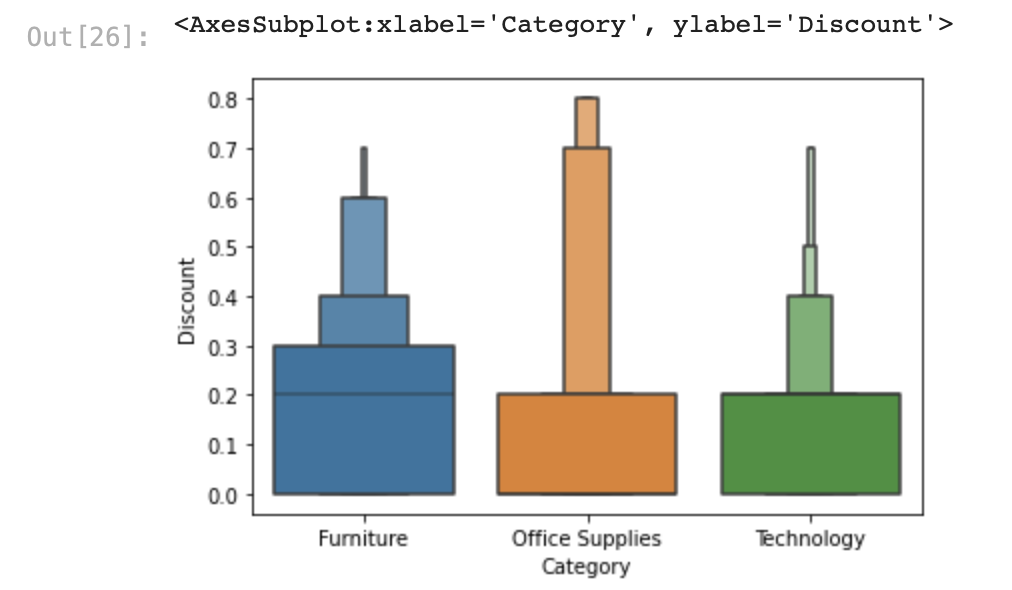 Out[26]: <AxesSubplot:xlabel='Category', ylabel='Discount'>
0.8
0.7
0.6
0.5
0.4
0.3
0.2
0.1
0.0
Discount
Furniture Office Supplies Technology
Category